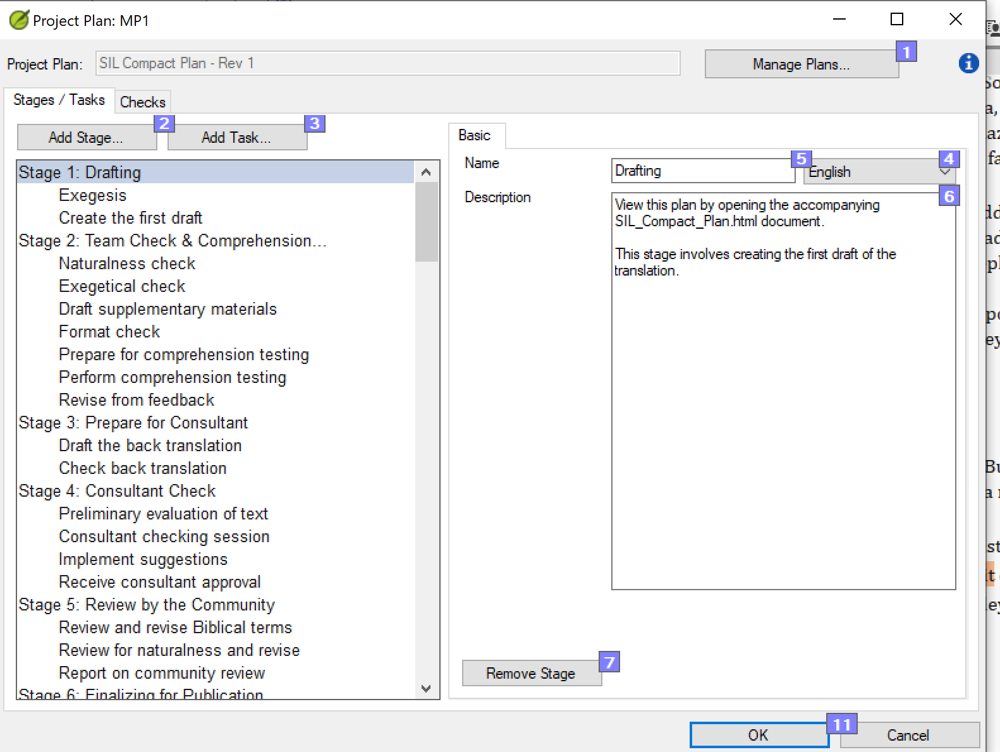 Project Plan: MP1
Project Plan:
SIL Compact Plan - Rev 1
Manage Plans...
1
Stages / Tasks
Checks
Add Stage...
2
Add Task...
3
Stage 1: Drafting
Exegesis
Create the first draft
Stage 2: Team Check & Comprehension...
Naturalness check
Exegetical check
Draft supplementary materials
Format check
Prepare for comprehension testing
Perform comprehension testing
Revise from feedback
Stage 3: Prepare for Consultant
Draft the back translation
Check back translation
Stage 4: Consultant Check
Preliminary evaluation of text
Consultant checking session
Implement suggestions
Receive consultant approval
Stage 5: Review by the Community
Review and revise Biblical terms
Review for naturalness and revise
Report on community review
Stage 6: Finalizing for Publication
Basic
Name
Drafting
5
English
4
Description
6
View this plan by opening the accompanying
SIL_Compact_Plan.html document.
This stage involves creating the first draft of the
translation.
Remove Stage
7
OK
11
Cancel